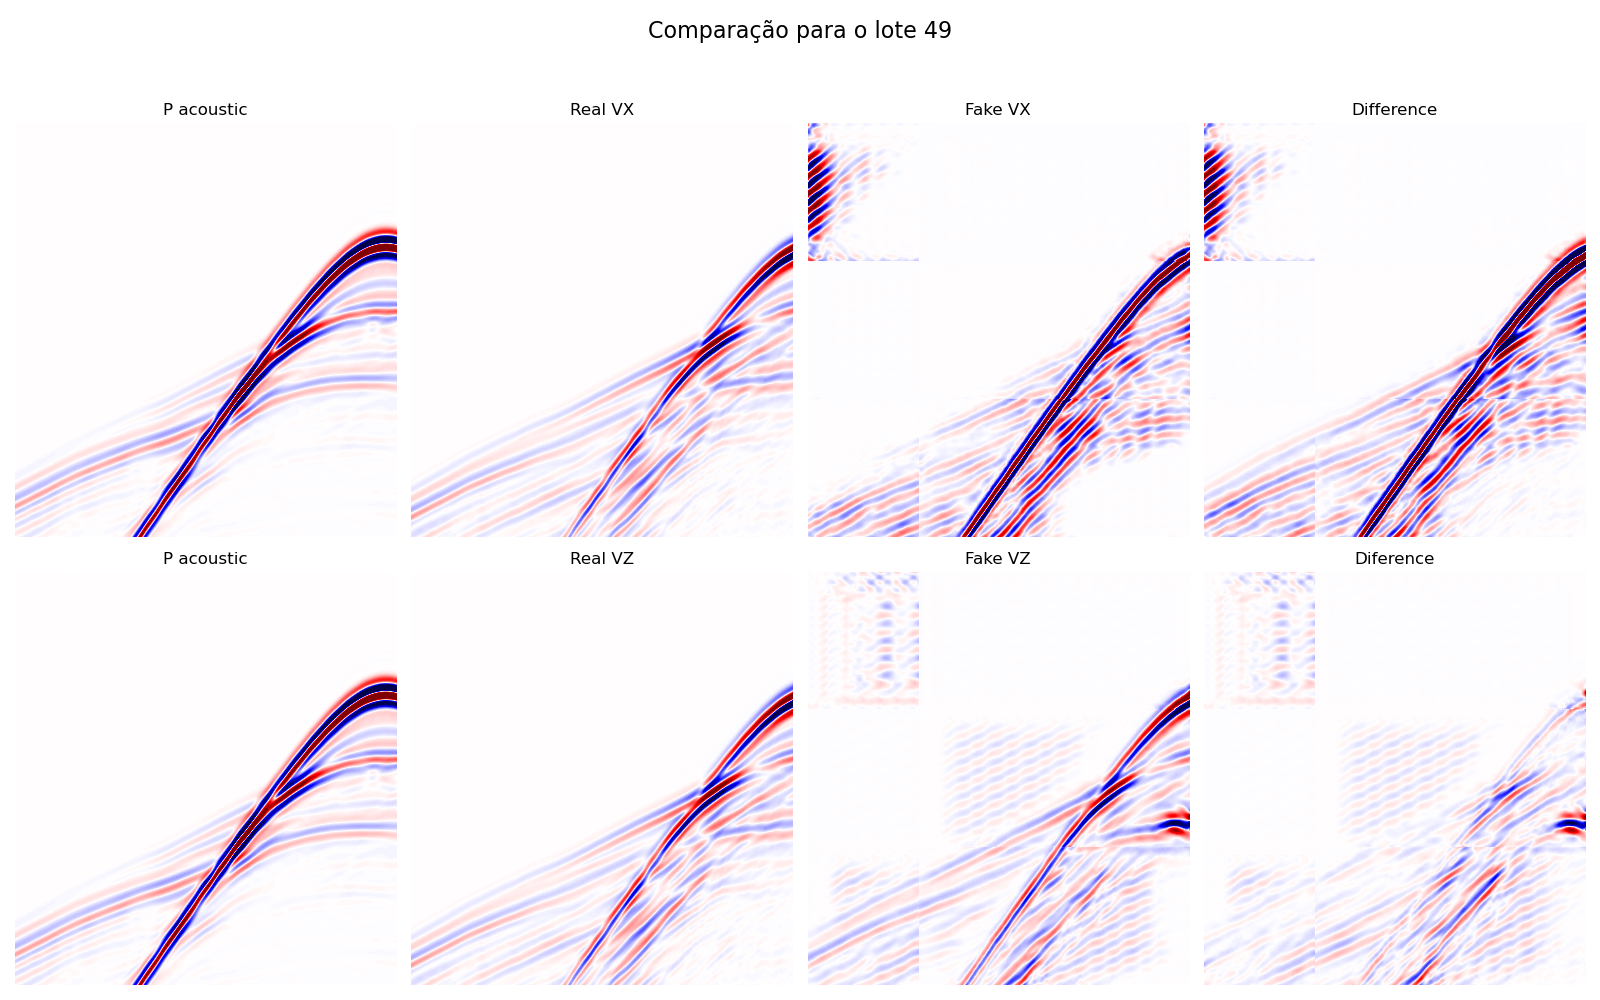 Comparação para o lote 49
P acoustic
Real VX
Fake VX
Difference
P acoustic
Real VZ
Fake VZ
Diference